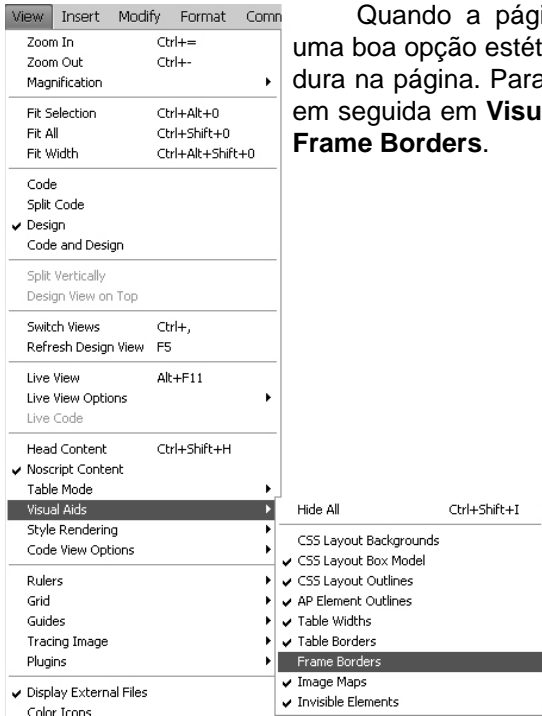 View Insert Modify Format Comn
Zoom In Ctrl+=
Zoom Out Ctrl+-
Magnification
Fit Selection Ctrl+Alt+0
Fit All Ctrl+Shift+0
Fit Width Ctrl+Alt+Shift+0
Code
Split Code
Design
Code and Design
Split Vertically
Design View on Top
Switch Views Ctrl+,
Refresh Design View F5
Live View Alt+F11
Live View Options
Live Code
Head Content Ctrl+Shift+H
Noscript Content
Table Mode
Visual Aids
Style Rendering
Code View Options
Rulers
Grid
Guides
Tracing Image
Plugins
Display External Files
Color Icons
Hide All Ctrl+Shift+I
CSS Layout Backgrounds
CSS Layout Box Model
CSS Layout Outlines
AP Element Outlines
Table Widths
Table Borders
Frame Borders
Image Maps
Invisible Elements
Quando a pági
uma boa opção estét
dura na página. Para
em seguida em Visu
Frame Borders.